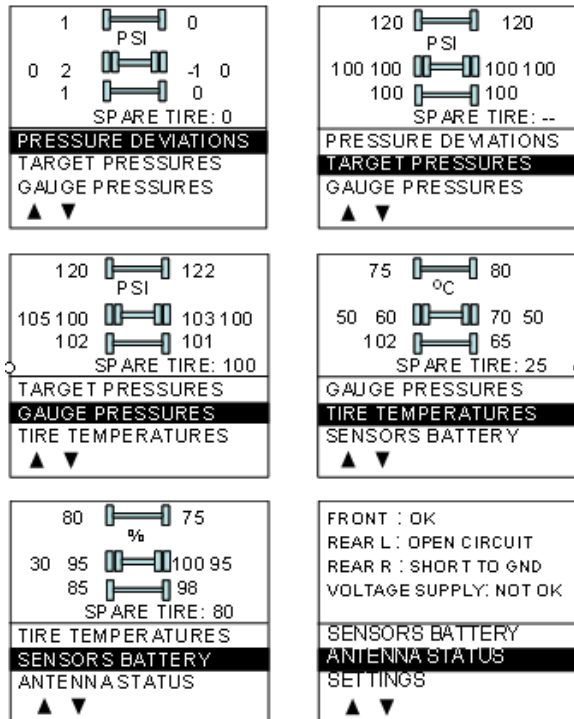 1 0
PSI
0 2 -1 0
1 0
SPARE TIRE: 0
PRESSURE DEVIATIONS
TARGET PRESSURES
GAUGE PRESSURES
120 120
PSI
100 100 100 100
100 100
SPARE TIRE: --
PRESSURE DEVIATIONS
TARGET PRESSURES
GAUGE PRESSURES
120 122
PSI
105 100 103 100
102 101
SPARE TIRE: 100
TARGET PRESSURES
GAUGE PRESSURES
TIRE TEMPERATURES
75 80
ºC
50 60 70 50
102 65
SPARE TIRE: 25
GAUGE PRESSURES
TIRE TEMPERATURES
SENSORS BATTERY
80 75
%
30 95 100 95
85 98
SPARE TIRE: 80
TIRE TEMPERATURES
SENSORS BATTERY
ANTENNA STATUS
FRONT : OK
REAR L : OPEN CIRCUIT
REAR R : SHORT TO GND
VOLTAGE SUPPLY: NOT OK
SENSORS BATTERY
ANTENNA STATUS
SETTINGS